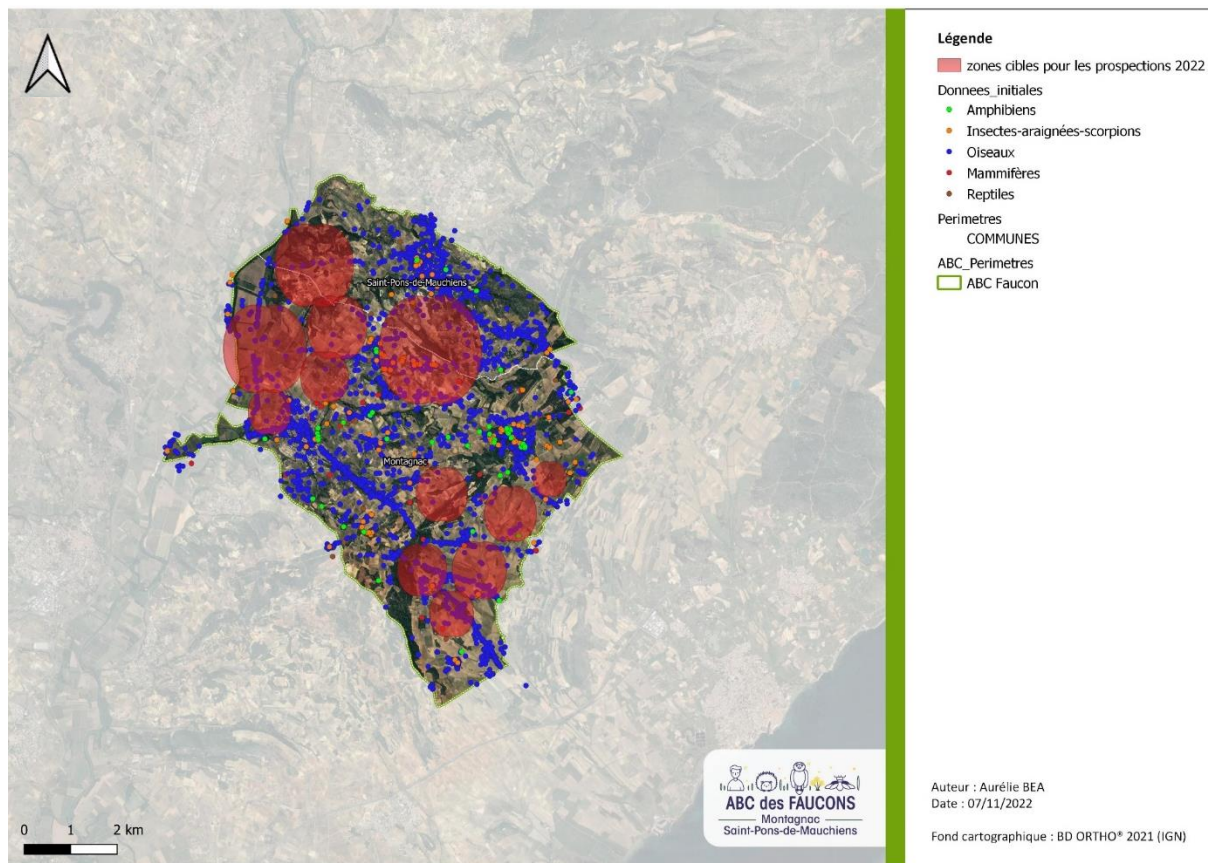 Légende
zones cibles pour les prospections 2022
Donnees_initiales
Amphibiens
Insectes-araignées-scorpions
Oiseaux
Mammifères
Reptiles
Perimetres
COMMUNES
ABC_Perimetres
ABC Faucon
Saint-Pons-de-Mauchiens
Montagnac
0 1 2 km
ABC des FAUCONS
Montagnac
Saint-Pons-de-Mauchiens
Auteur : Aurélie BEA
Date : 07/11/2022
Fond cartographique : BD ORTHO® 2021 (IGN)